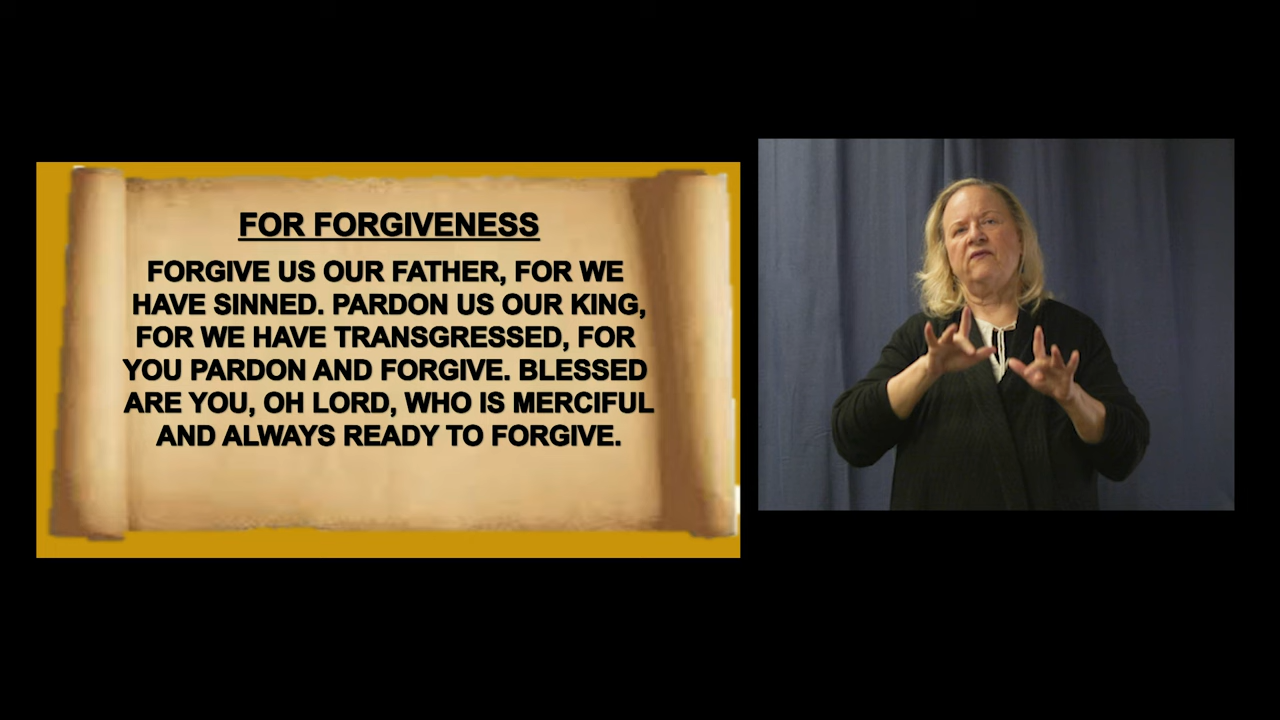 FOR FORGIVENESS
FORGIVE US OUR FATHER, FOR WE
HAVE SINNED. PARDON US OUR KING,
FOR WE HAVE TRANSGRESSED, FOR
YOU PARDON AND FORGIVE. BLESSED
ARE YOU, OH LORD, WHO IS MERCIFUL
AND ALWAYS READY TO FORGIVE.